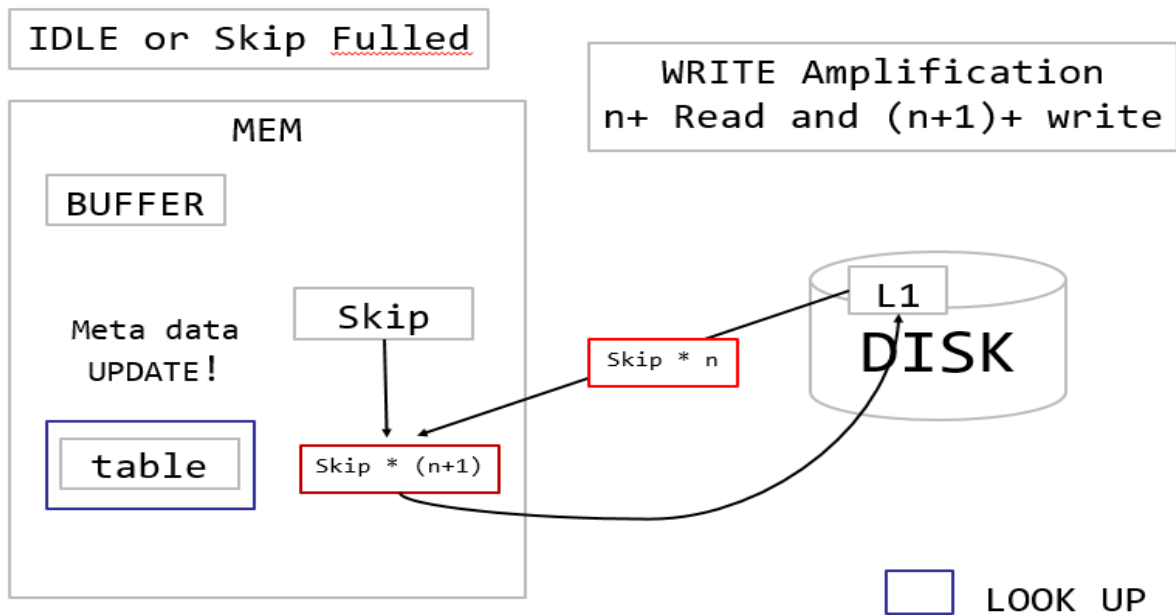 IDLE or Skip Fulled
WRITE Amplification
n+ Read and (n+1)+ write
MEM
BUFFER
Skip
L1
DISK
Meta data
UPDATE!
Skip * n
table
Skip * (n+1)
LOOK UP